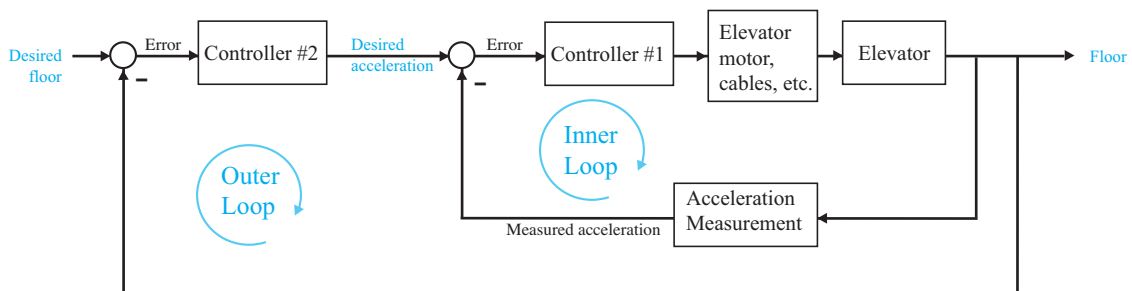 Desired
floor
Error
Controller #2
Desired
acceleration
Error
Controller #1
Elevator
motor,
cables, etc.
Elevator
Floor
Outer
Loop
Inner
Loop
Measured acceleration
Acceleration
Measurement